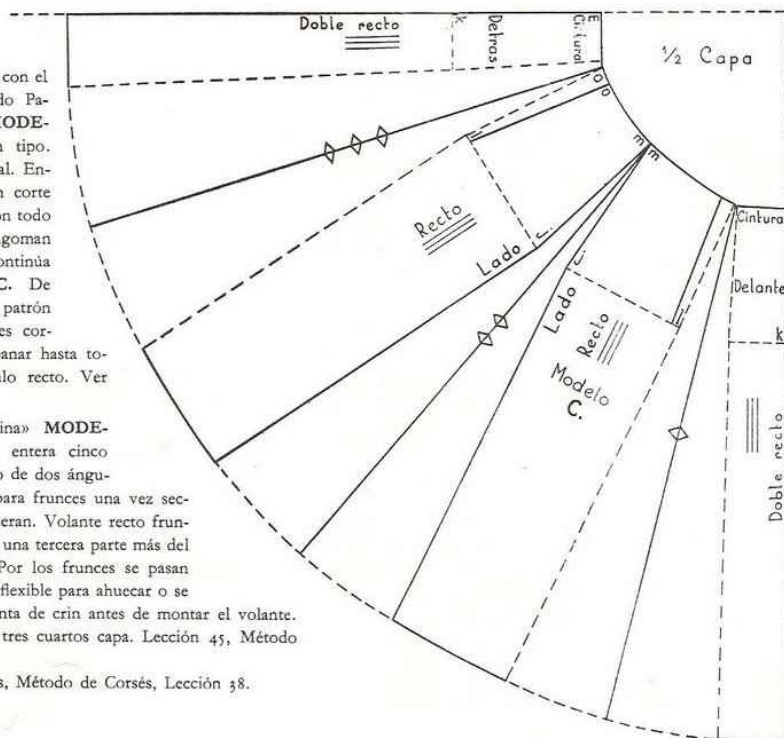 con el
do Pa-
MODE-
n tipo.
al. En-
n corte
on todo
goman
ontinúa
C. De
patrón
es cor-
anar hasta to-
ulo recto. Ver
ina» MODE-
entera cinco
o de dos ángu-
para frunces una vez sec-
eran. Volante recto frun-
una tercera parte más del
Por los frunces se pasan
flexible para ahuecar o se
nta de crin antes de montar el volante.
tres cuartos capa. Lección 45, Método
s, Método de Corsés, Lección 38.
Doble recto
k
Detras
Cintural
E
½ Capa
o
o
m
m
Recto
Lado
L
Lado
L
Recto
Modelo
C.
Cintura
Delante
k
Doble recto